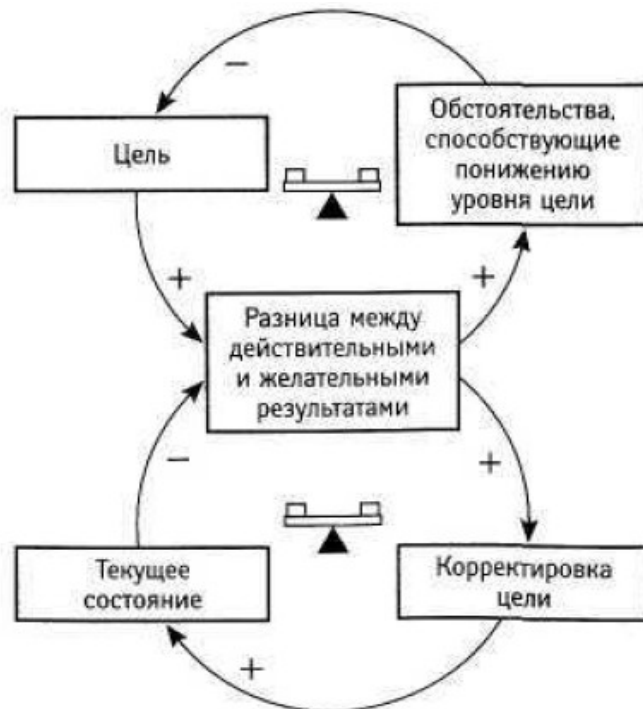 −
Обстоятельства,
способствующие
понижению
уровня цели
Цель
+
+
Разница между
действительными
и желательными
результатами
−
+
Текущее
состояние
Корректировка
цели
+